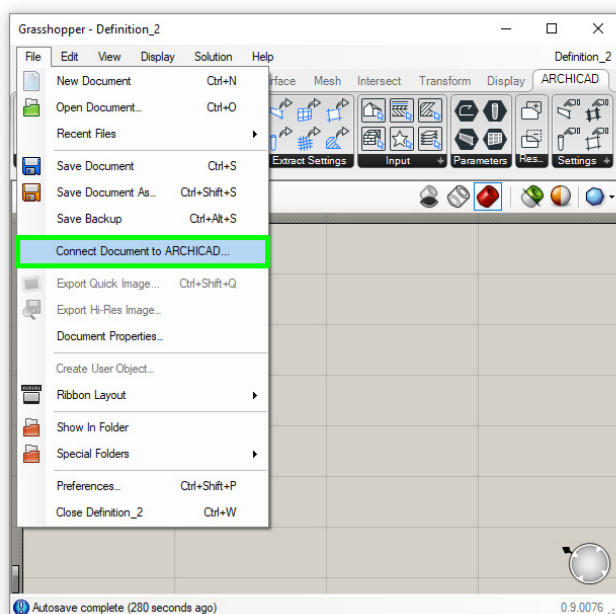 Grasshopper - Definition_2
File Edit View Display Solution Help Definition_2
Mesh Intersect Transform Display ARCHICAD
New Document Ctrl+N
Open Document... Ctrl+O
Recent Files
Extract Settings Input Parameters Res... Settings
Save Document Ctrl+S
Save Document As... Ctrl+Shift+S
Save Backup Ctrl+Alt+S
Connect Document to ARCHICAD...
Export Quick Image... Ctrl+Shift+Q
Export Hi-Res Image...
Document Properties...
Create User Object...
Ribbon Layout
Show In Folder
Special Folders
Preferences... Ctrl+Shift+P
Close Definition_2 Ctrl+W
Autosave complete (280 seconds ago) 0.9.0076